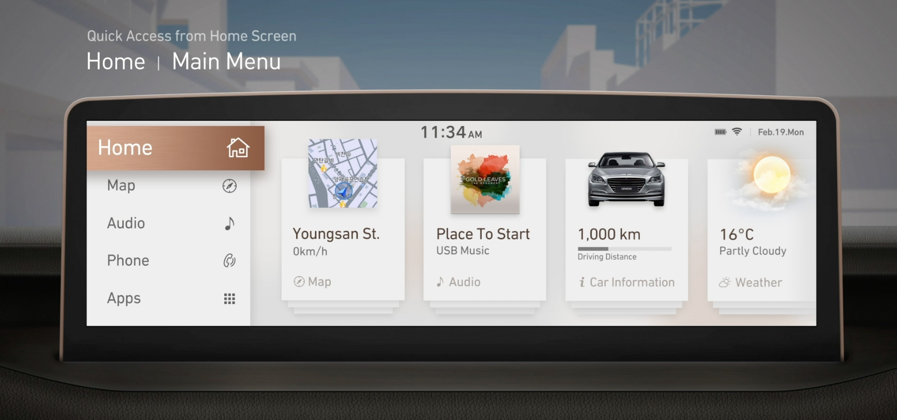 Quick Access from Home Screen
Home | Main Menu
11:34 AM
Feb.19.Mon
Home
Map
Audio
Phone
Apps
Youngsan St.
0km/h
Map
GOLD LEAVES
Place To Start
USB Music
Audio
1,000 km
Driving Distance
i Car Information
16°C
Partly Cloudy
Weather